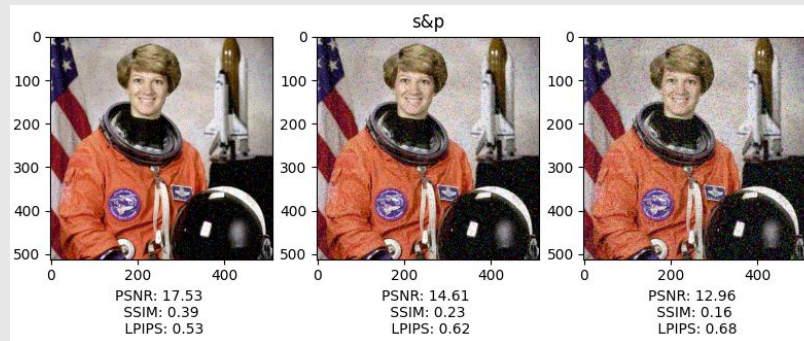 s&p
0
100
200
300
400
500
0 200 400
PSNR: 17.53
SSIM: 0.39
LPIPS: 0.53
0
100
200
300
400
500
0 200 400
PSNR: 14.61
SSIM: 0.23
LPIPS: 0.62
0
100
200
300
400
500
0 200 400
PSNR: 12.96
SSIM: 0.16
LPIPS: 0.68